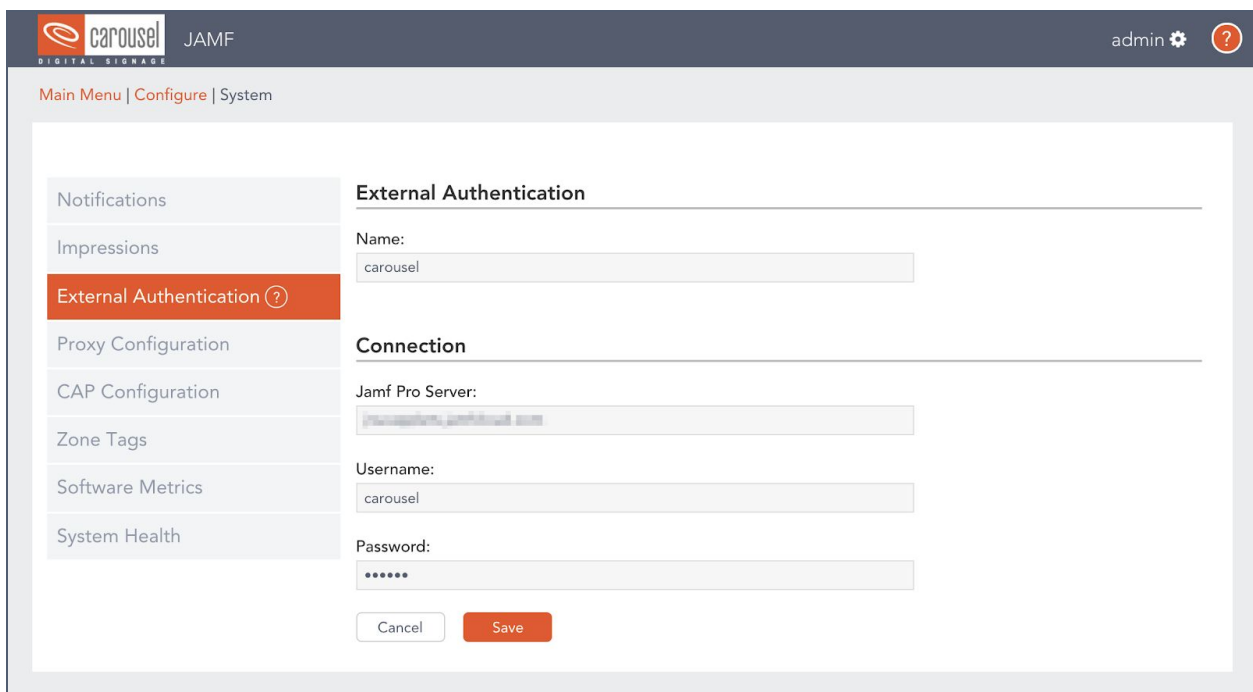 carousel
DIGITAL SIGNAGE
JAMF
admin
?
Main Menu | Configure | System
Notifications
Impressions
External Authentication ?
Proxy Configuration
CAP Configuration
Zone Tags
Software Metrics
System Health
External Authentication
Name:
carousel
Connection
Jamf Pro Server:
Username:
carousel
Password:
••••••
Cancel
Save